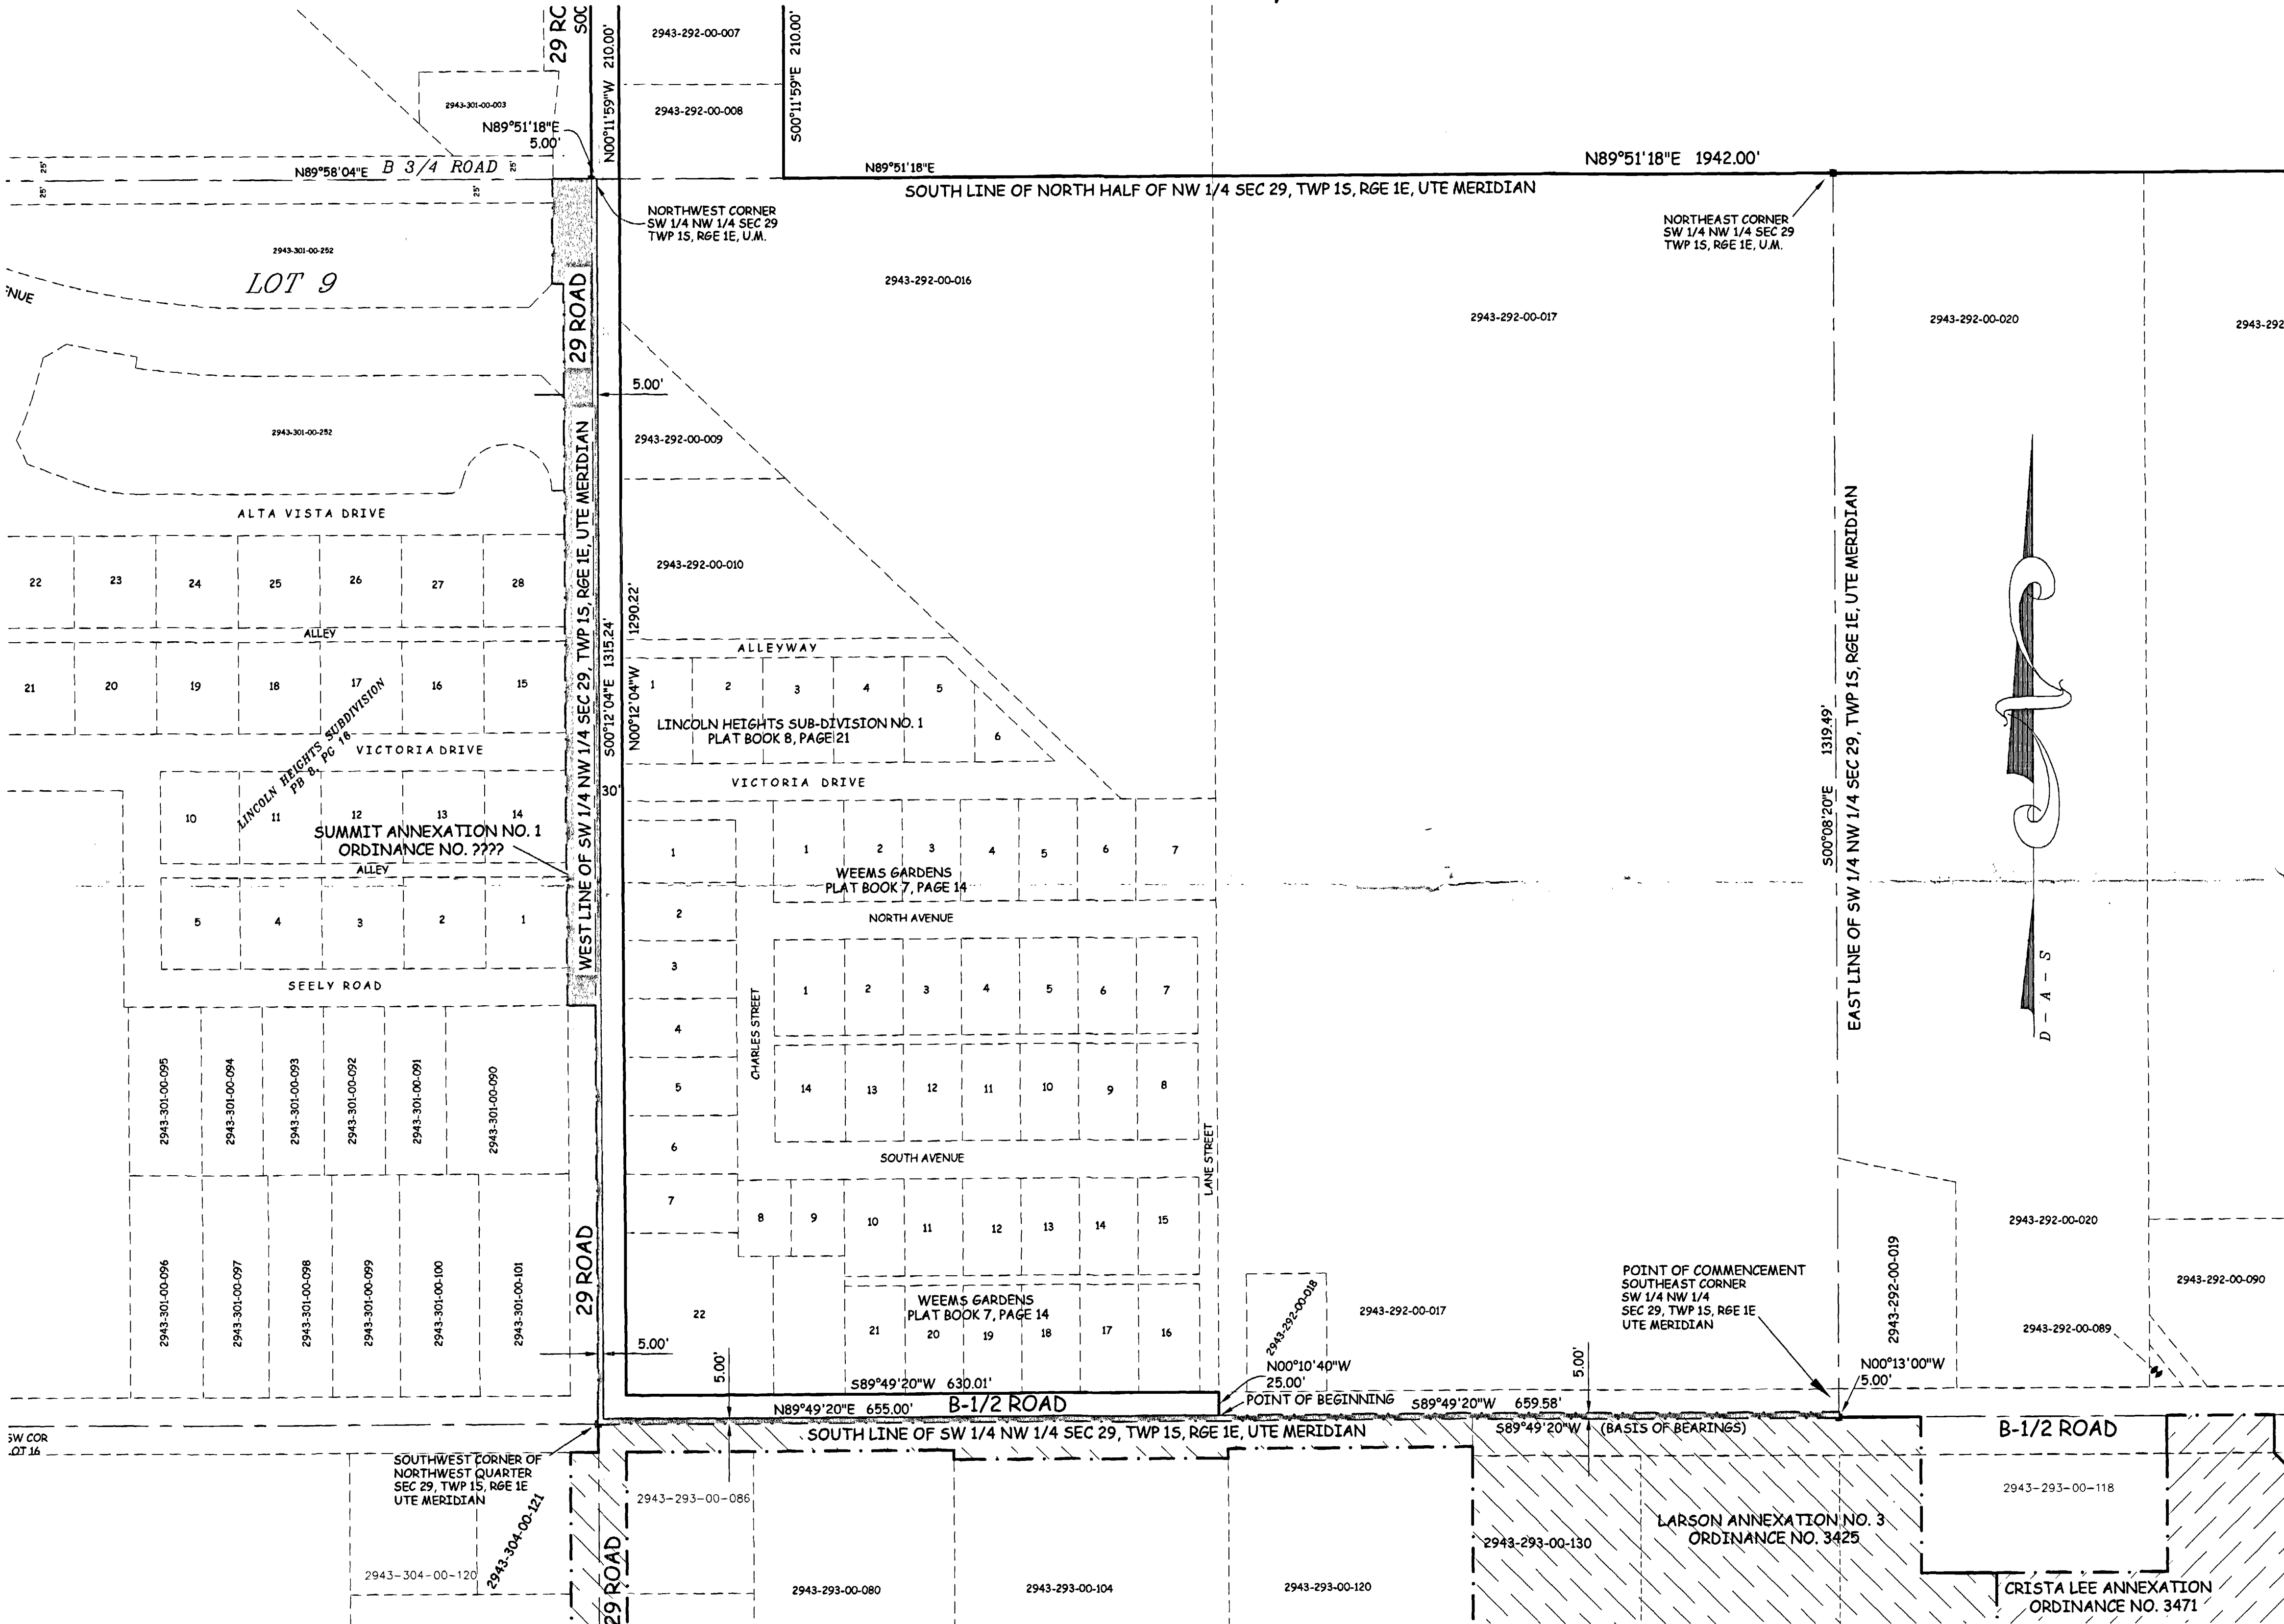 29 RC
SOC
N00°11'59"W 210.00'
2943-292-00-007
S00°11'59"E 210.00'
2943-301-00-003
2943-292-00-008
N89°51'18"E
5.00'
25'
25'
N89°58'04"E
B 3/4 ROAD
25'
25'
N89°51'18"E
N89°51'18"E 1942.00'
SOUTH LINE OF NORTH HALF OF NW 1/4 SEC 29, TWP 1S, RGE 1E, UTE MERIDIAN
NORTHWEST CORNER
SW 1/4 NW 1/4 SEC 29
TWP 1S, RGE 1E, U.M.
NORTHEAST CORNER
SW 1/4 NW 1/4 SEC 29
TWP 1S, RGE 1E, U.M.
2943-301-00-252
LOT 9
ENUE
29 ROAD
2943-292-00-016
2943-292-00-017
2943-292-00-020
2943-292
5.00'
2943-301-00-252
2943-292-00-009
ALTA VISTA DRIVE
WEST LINE OF SW 1/4 NW 1/4 SEC 29, TWP 1S, RGE 1E, UTE MERIDIAN
EAST LINE OF SW 1/4 NW 1/4 SEC 29, TWP 1S, RGE 1E, UTE MERIDIAN
2943-292-00-010
22 23 24 25 26 27 28
ALLEY
S00°12'04"E 1315.24'
N00°12'04"W 1290.22'
ALLEYWAY
21 20 19 18 17 16 15
1 2 3 4 5
LINCOLN HEIGHTS SUB-DIVISION NO. 1
PLAT BOOK 8, PAGE 21
6
LINCOLN HEIGHTS SUBDIVISION
PB 8, PG 16
VICTORIA DRIVE
VICTORIA DRIVE
30'
S00°08'20"E 1319.49'
10 11 12 13 14
SUMMIT ANNEXATION NO. 1
ORDINANCE NO. ????
ALLEY
1
1 2 3 4 5 6 7
WEEMS GARDENS
PLAT BOOK 7, PAGE 14
5 4 3 2 1
2
NORTH AVENUE
D - A - S
SEELY ROAD
3
1 2 3 4 5 6 7
4
CHARLES STREET
2943-301-00-095
2943-301-00-094
2943-301-00-093
2943-301-00-092
2943-301-00-091
2943-301-00-090
5
14 13 12 11 10 9 8
6
SOUTH AVENUE
LANE STREET
7
8 9 10 11 12 13 14 15
29 ROAD
2943-301-00-096
2943-301-00-097
2943-301-00-098
2943-301-00-099
2943-301-00-100
2943-301-00-101
22
WEEMS GARDENS
PLAT BOOK 7, PAGE 14
21 20 19 18 17 16
2943-292-00-018
2943-292-00-017
POINT OF COMMENCEMENT
SOUTHEAST CORNER
SW 1/4 NW 1/4
SEC 29, TWP 1S, RGE 1E
UTE MERIDIAN
2943-292-00-019
2943-292-00-020
2943-292-00-090
2943-292-00-089
5.00'
5.00'
5.00'
N00°10'40"W
25.00'
N00°13'00"W
5.00'
S89°49'20"W 630.01'
POINT OF BEGINNING
S89°49'20"W 659.58'
N89°49'20"E 655.00'
B-1/2 ROAD
SOUTH LINE OF SW 1/4 NW 1/4 SEC 29, TWP 1S, RGE 1E, UTE MERIDIAN
S89°49'20"W (BASIS OF BEARINGS)
B-1/2 ROAD
SW COR
OT 16
SOUTHWEST CORNER OF
NORTHWEST QUARTER
SEC 29, TWP 1S, RGE 1E
UTE MERIDIAN
2943-304-00-121
2943-293-00-086
2943-293-00-118
LARSON ANNEXATION NO. 3
ORDINANCE NO. 3425
2943-293-00-130
2943-304-00-120
29 ROAD
2943-293-00-080
2943-293-00-104
2943-293-00-120
CRISTA LEE ANNEXATION
ORDINANCE NO. 3471